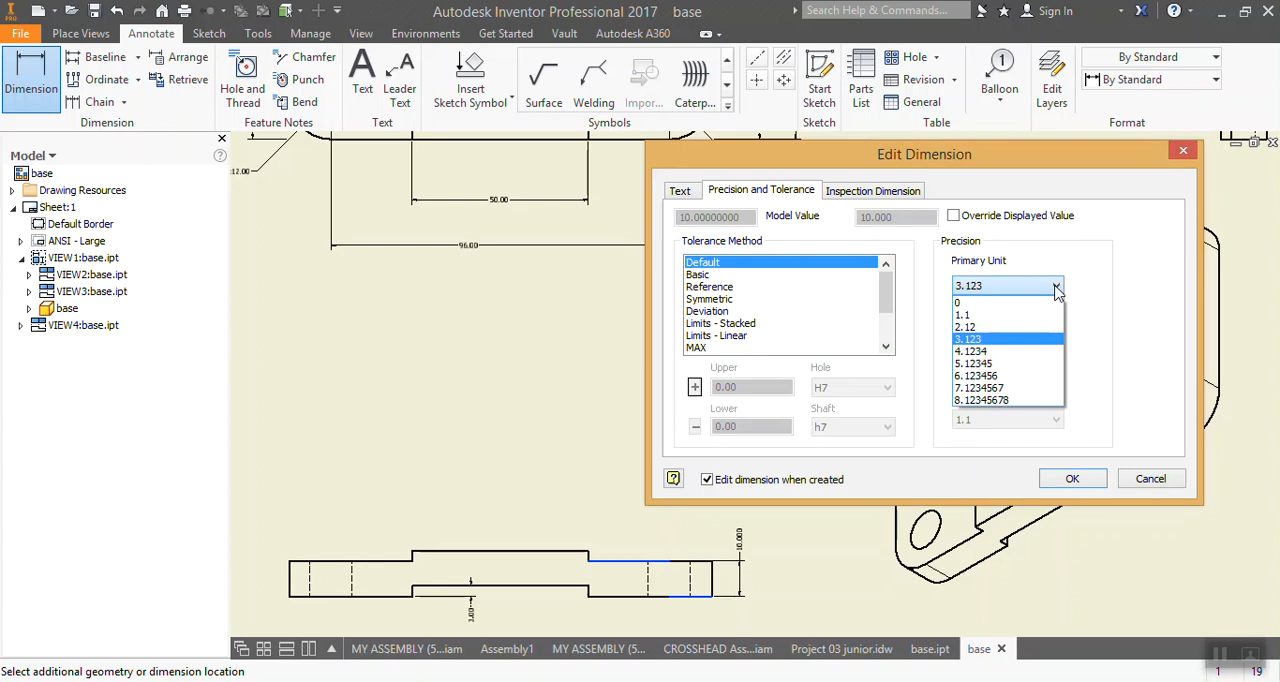 PRO
Autodesk Inventor Professional 2017 base
Search Help & Commands...
Sign In
File
Place Views
Annotate
Sketch
Tools
Manage
View
Environments
Get Started
Vault
Autodesk A360
Dimension
Baseline
Ordinate
Chain
Arrange
Retrieve
Dimension
Hole and
Thread
Chamfer
Punch
Bend
Feature Notes
A
Text
A
Leader
Text
Text
Insert
Sketch Symbol
Surface
Welding
Impor...
Caterp...
Symbols
Start
Sketch
Sketch
Parts
List
Hole
Revision
General
Table
1
Balloon
Edit
Layers
By Standard
By Standard
Format
Model
base
Drawing Resources
Sheet:1
Default Border
ANSI - Large
VIEW1:base.ipt
VIEW2:base.ipt
VIEW3:base.ipt
base
VIEW4:base.ipt
50.00
96.00
10.000
3.00
Edit Dimension
Text
Precision and Tolerance
Inspection Dimension
10.00000000
Model Value
10.000
Override Displayed Value
Tolerance Method
Default
Basic
Reference
Symmetric
Deviation
Limits - Stacked
Limits - Linear
MAX
Upper
0.00
Lower
0.00
Hole
H7
Shaft
h7
Precision
Primary Unit
3.123
0
1.1
2.12
3.123
4.1234
5.12345
6.123456
7.1234567
8.12345678
1.1
Edit dimension when created
OK
Cancel
MY ASSEMBLY (5...iam
Assembly1
MY ASSEMBLY (5...
CROSSHEAD Ass...iam
Project 03 junior.idw
base.ipt
base
Select additional geometry or dimension location
1
19